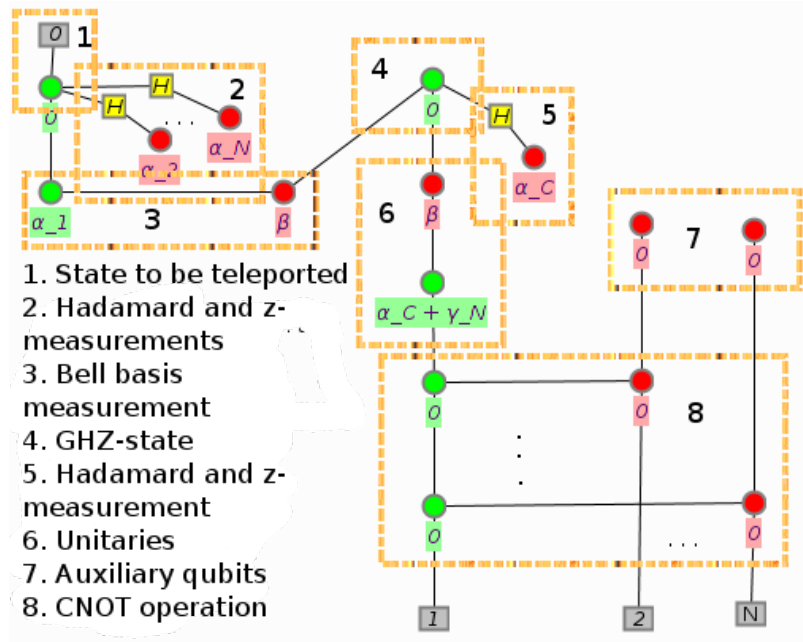 0
1
H
2
4
H
H
5
0
. . .
0
α_N
α_2
α_C
α_1
3
β
6
β
7
0
0
1. State to be teleported
2. Hadamard and z-
measurements
3. Bell basis
measurement
4. GHZ-state
5. Hadamard and z-
measurement
6. Unitaries
7. Auxiliary qubits
8. CNOT operation
α_C + γ_N
0
0
8
.
.
.
0
. . .
0
1
2
N